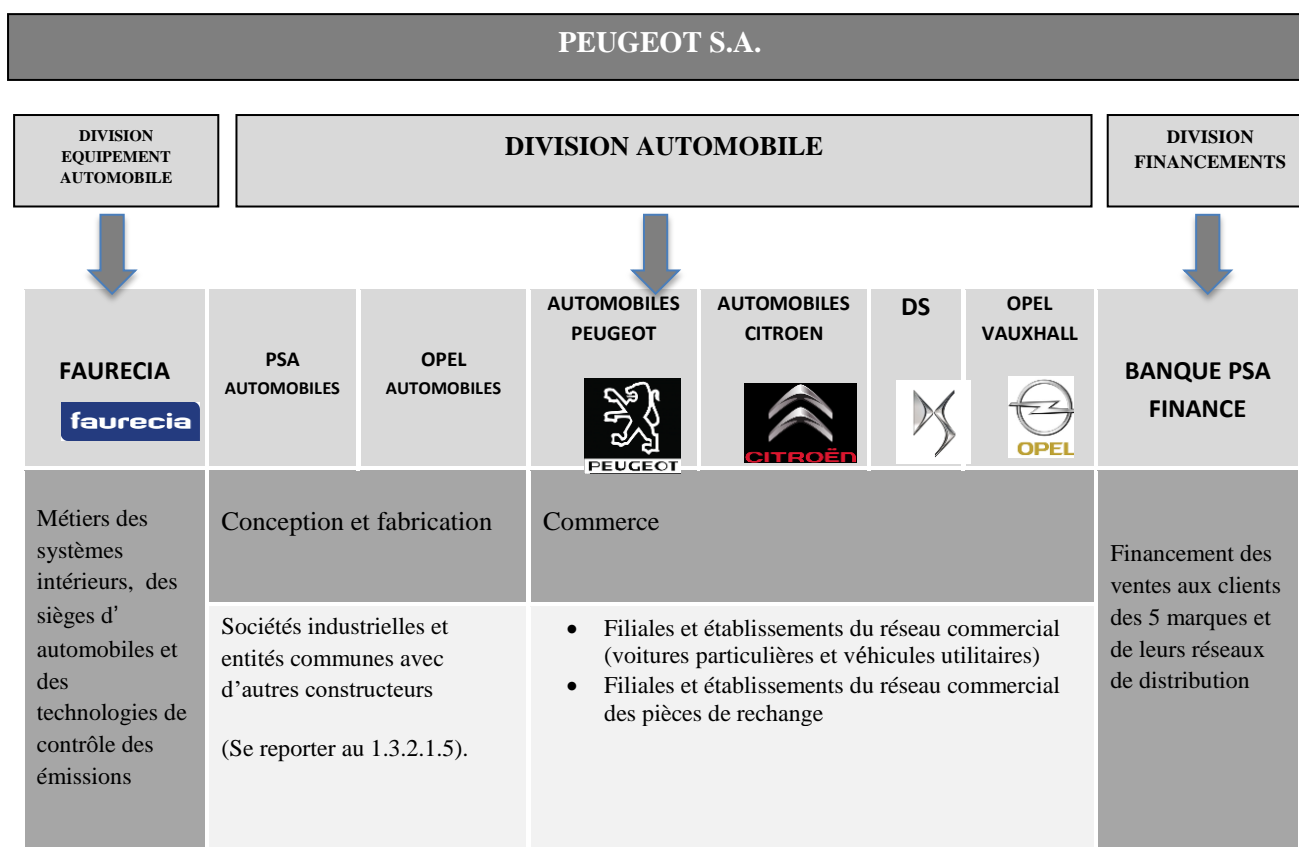 PEUGEOT S.A.
DIVISION
EQUIPEMENT
AUTOMOBILE
DIVISION AUTOMOBILE
DIVISION
FINANCEMENTS
FAURECIA
faurecia
PSA
AUTOMOBILES
OPEL
AUTOMOBILES
AUTOMOBILES
PEUGEOT
PEUGEOT
AUTOMOBILES
CITROEN
CITROËN
DS
OPEL
VAUXHALL
OPEL
BANQUE PSA
FINANCE
Métiers des
systèmes
intérieurs, des
sièges d’
automobiles et
des
technologies de
contrôle des
émissions
Conception et fabrication
Sociétés industrielles et
entités communes avec
d’autres constructeurs
(Se reporter au 1.3.2.1.5).
Commerce
• Filiales et établissements du réseau commercial
(voitures particulières et véhicules utilitaires)
• Filiales et établissements du réseau commercial
des pièces de rechange
Financement des
ventes aux clients
des 5 marques et
de leurs réseaux
de distribution